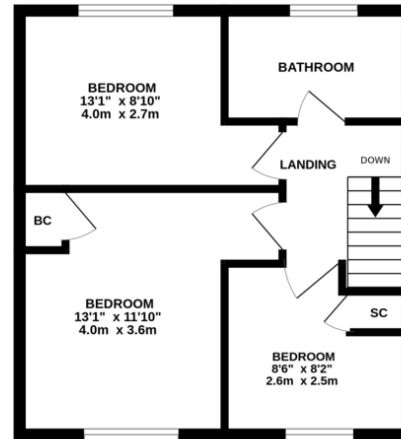 BEDROOM
13'1" x 8'10"
4.0m x 2.7m
BATHROOM
LANDING
DOWN
BC
BEDROOM
13'1" x 11'10"
4.0m x 3.6m
SC
BEDROOM
8'6" x 8'2"
2.6m x 2.5m